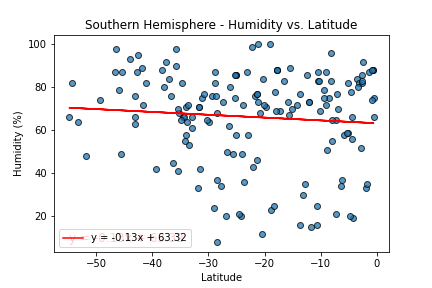 Southern Hemisphere - Humidity vs. Latitude
100
80
60
40
20
Humidity (%)
y = -0.13x + 63.32
−50 −40 −30 −20 −10 0
Latitude